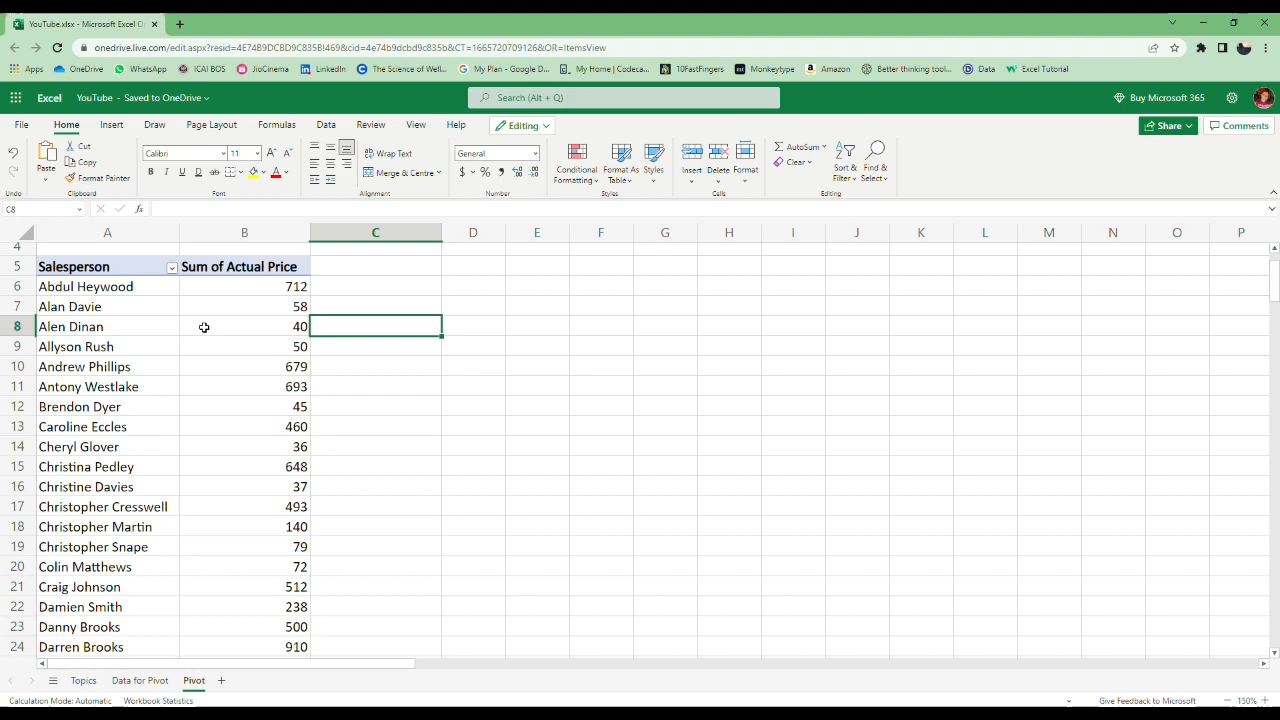 YouTube.xlsx - Microsoft Excel O
onedrive.live.com/edit.aspx?resid=4E74B9DCBD9C835B!469&cid=4e74b9dcbd9c835b&CT=1665720709126&OR=ItemsView
Apps OneDrive WhatsApp ICAI BOS JioCinema LinkedIn The Science of Well... My Plan - Google D... My Home | Codeca... 10FastFingers Monkeytype Amazon Better thinking tool... Data Excel Tutorial
Excel YouTube - Saved to OneDrive Search (Alt + Q) Buy Microsoft 365
File Home Insert Draw Page Layout Formulas Data Review View Help Editing Share Comments
Cut
Copy
Format Painter
Paste
Calibri 11
Wrap Text
Merge & Centre
General
Conditional Formatting
Format As Table
Styles
Insert Delete Format
AutoSum
Clear
Sort & Filter
Find & Select
Undo Clipboard Font Alignment Number Styles Cells Editing
C8 fx
A B C D E F G H I J K L M N O P
4
5 Salesperson Sum of Actual Price
6 Abdul Heywood 712
7 Alan Davie 58
8 Alen Dinan 40
9 Allyson Rush 50
10 Andrew Phillips 679
11 Antony Westlake 693
12 Brendon Dyer 45
13 Caroline Eccles 460
14 Cheryl Glover 36
15 Christina Pedley 648
16 Christine Davies 37
17 Christopher Cresswell 493
18 Christopher Martin 140
19 Christopher Snape 79
20 Colin Matthews 72
21 Craig Johnson 512
22 Damien Smith 238
23 Danny Brooks 500
24 Darren Brooks 910
Topics Data for Pivot Pivot
Calculation Mode: Automatic Workbook Statistics Give Feedback to Microsoft 150%